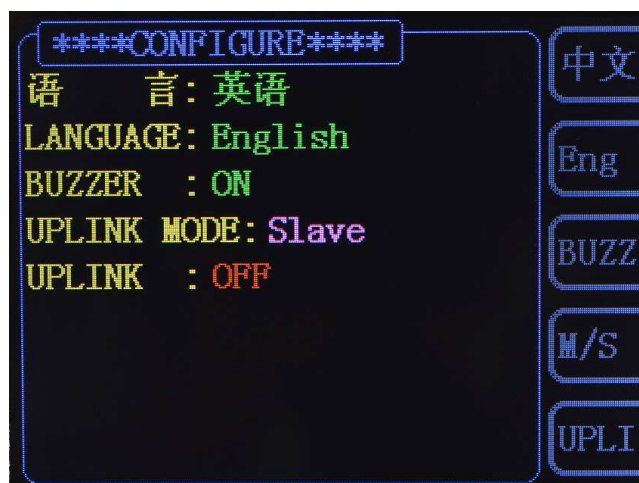 ****CONFIGURE****
语 言: 英语
LANGUAGE: English
BUZZER : ON
UPLINK MODE: Slave
UPLINK : OFF
中文
Eng
BUZZ
M/S
UPLI